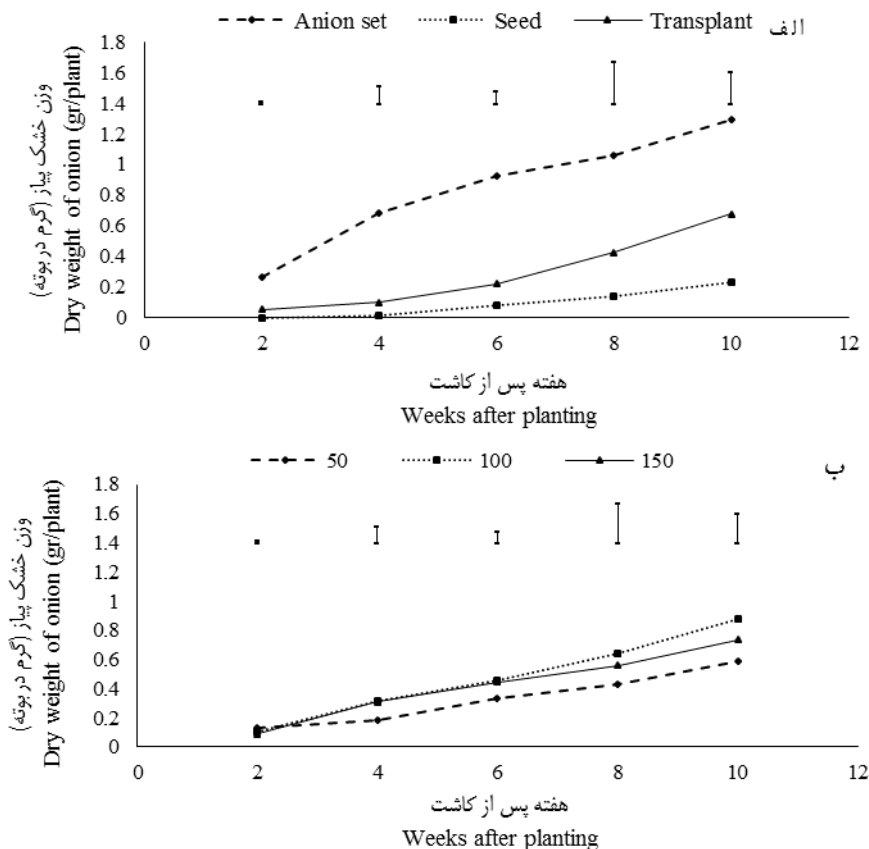 Anion set Seed Transplant الف
1.8
1.6
1.4
1.2
1
0.8
0.6
0.4
0.2
0
0 2 4 6 8 10 12
وزن خشک پیاز (گرم در بوته)
Dry weight of onion (gr/plant)
هفته پس از کاشت
Weeks after planting
50 100 150 ب
1.8
1.6
1.4
1.2
1
0.8
0.6
0.4
0.2
0
0 2 4 6 8 10 12
وزن خشک پیاز (گرم در بوته)
Dry weight of onion (gr/plant)
هفته پس از کاشت
Weeks after planting